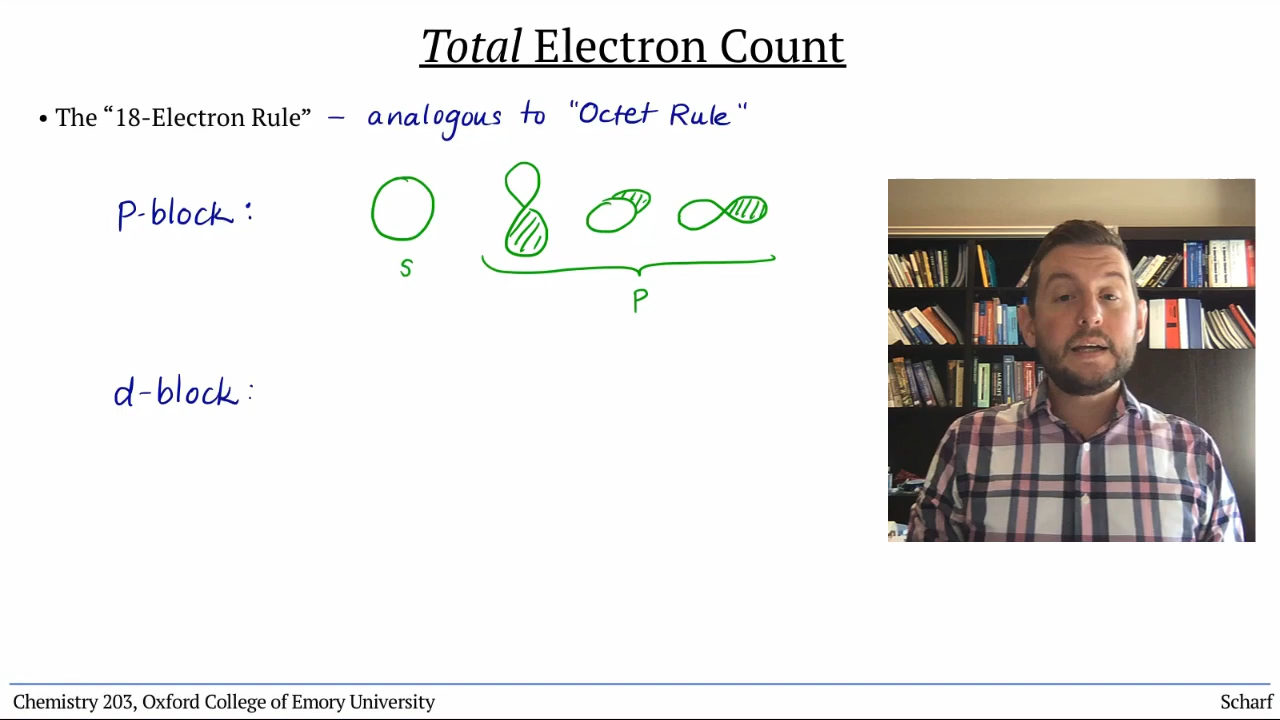 Total Electron Count
• The “18-Electron Rule” – analogous to "Octet Rule"
p-block:
s
p
d-block:
Chemistry 203, Oxford College of Emory University
Scharf